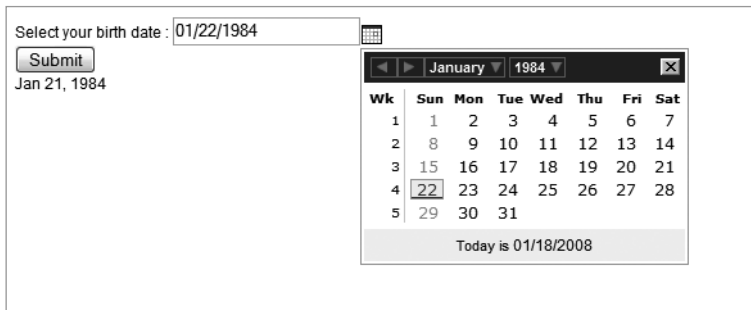 Select your birth date : 01/22/1984
Submit
Jan 21, 1984
January 1984
Wk Sun Mon Tue Wed Thu Fri Sat
1 1 2 3 4 5 6 7
2 8 9 10 11 12 13 14
3 15 16 17 18 19 20 21
4 22 23 24 25 26 27 28
5 29 30 31
Today is 01/18/2008